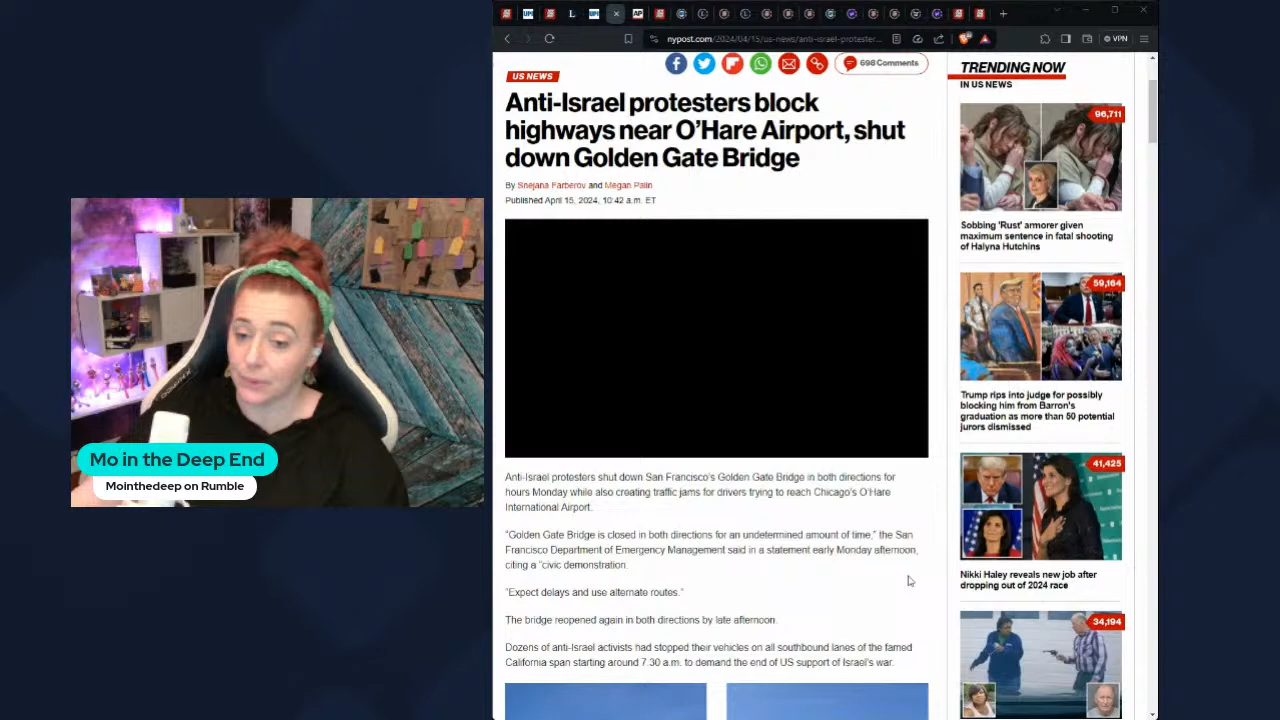 nypost.com/2024/04/15/us-news/anti-israel-protester...
VPN
US NEWS
698 Comments
Anti-Israel protesters block
highways near O'Hare Airport, shut
down Golden Gate Bridge
By Snejana Farberov and Megan Palin
Published April 15, 2024, 10:42 a.m. ET
Anti-Israel protesters shut down San Francisco's Golden Gate Bridge in both directions for
hours Monday while also creating traffic jams for drivers trying to reach Chicago's O'Hare
International Airport.
"Golden Gate Bridge is closed in both directions for an undetermined amount of time," the San
Francisco Department of Emergency Management said in a statement early Monday afternoon,
citing a "civic demonstration.
"Expect delays and use alternate routes."
The bridge reopened again in both directions by late afternoon.
Dozens of anti-Israel activists had stopped their vehicles on all southbound lanes of the famed
California span starting around 7:30 a.m. to demand the end of US support of Israel's war.
TRENDING NOW
IN US NEWS
96,711
Sobbing 'Rust' armorer given
maximum sentence in fatal shooting
of Halyna Hutchins
59,164
Trump rips into judge for possibly
blocking him from Barron's
graduation as more than 50 potential
jurors dismissed
41,425
Nikki Haley reveals new job after
dropping out of 2024 race
34,194
Mo in the Deep End
Mointhedeep on Rumble